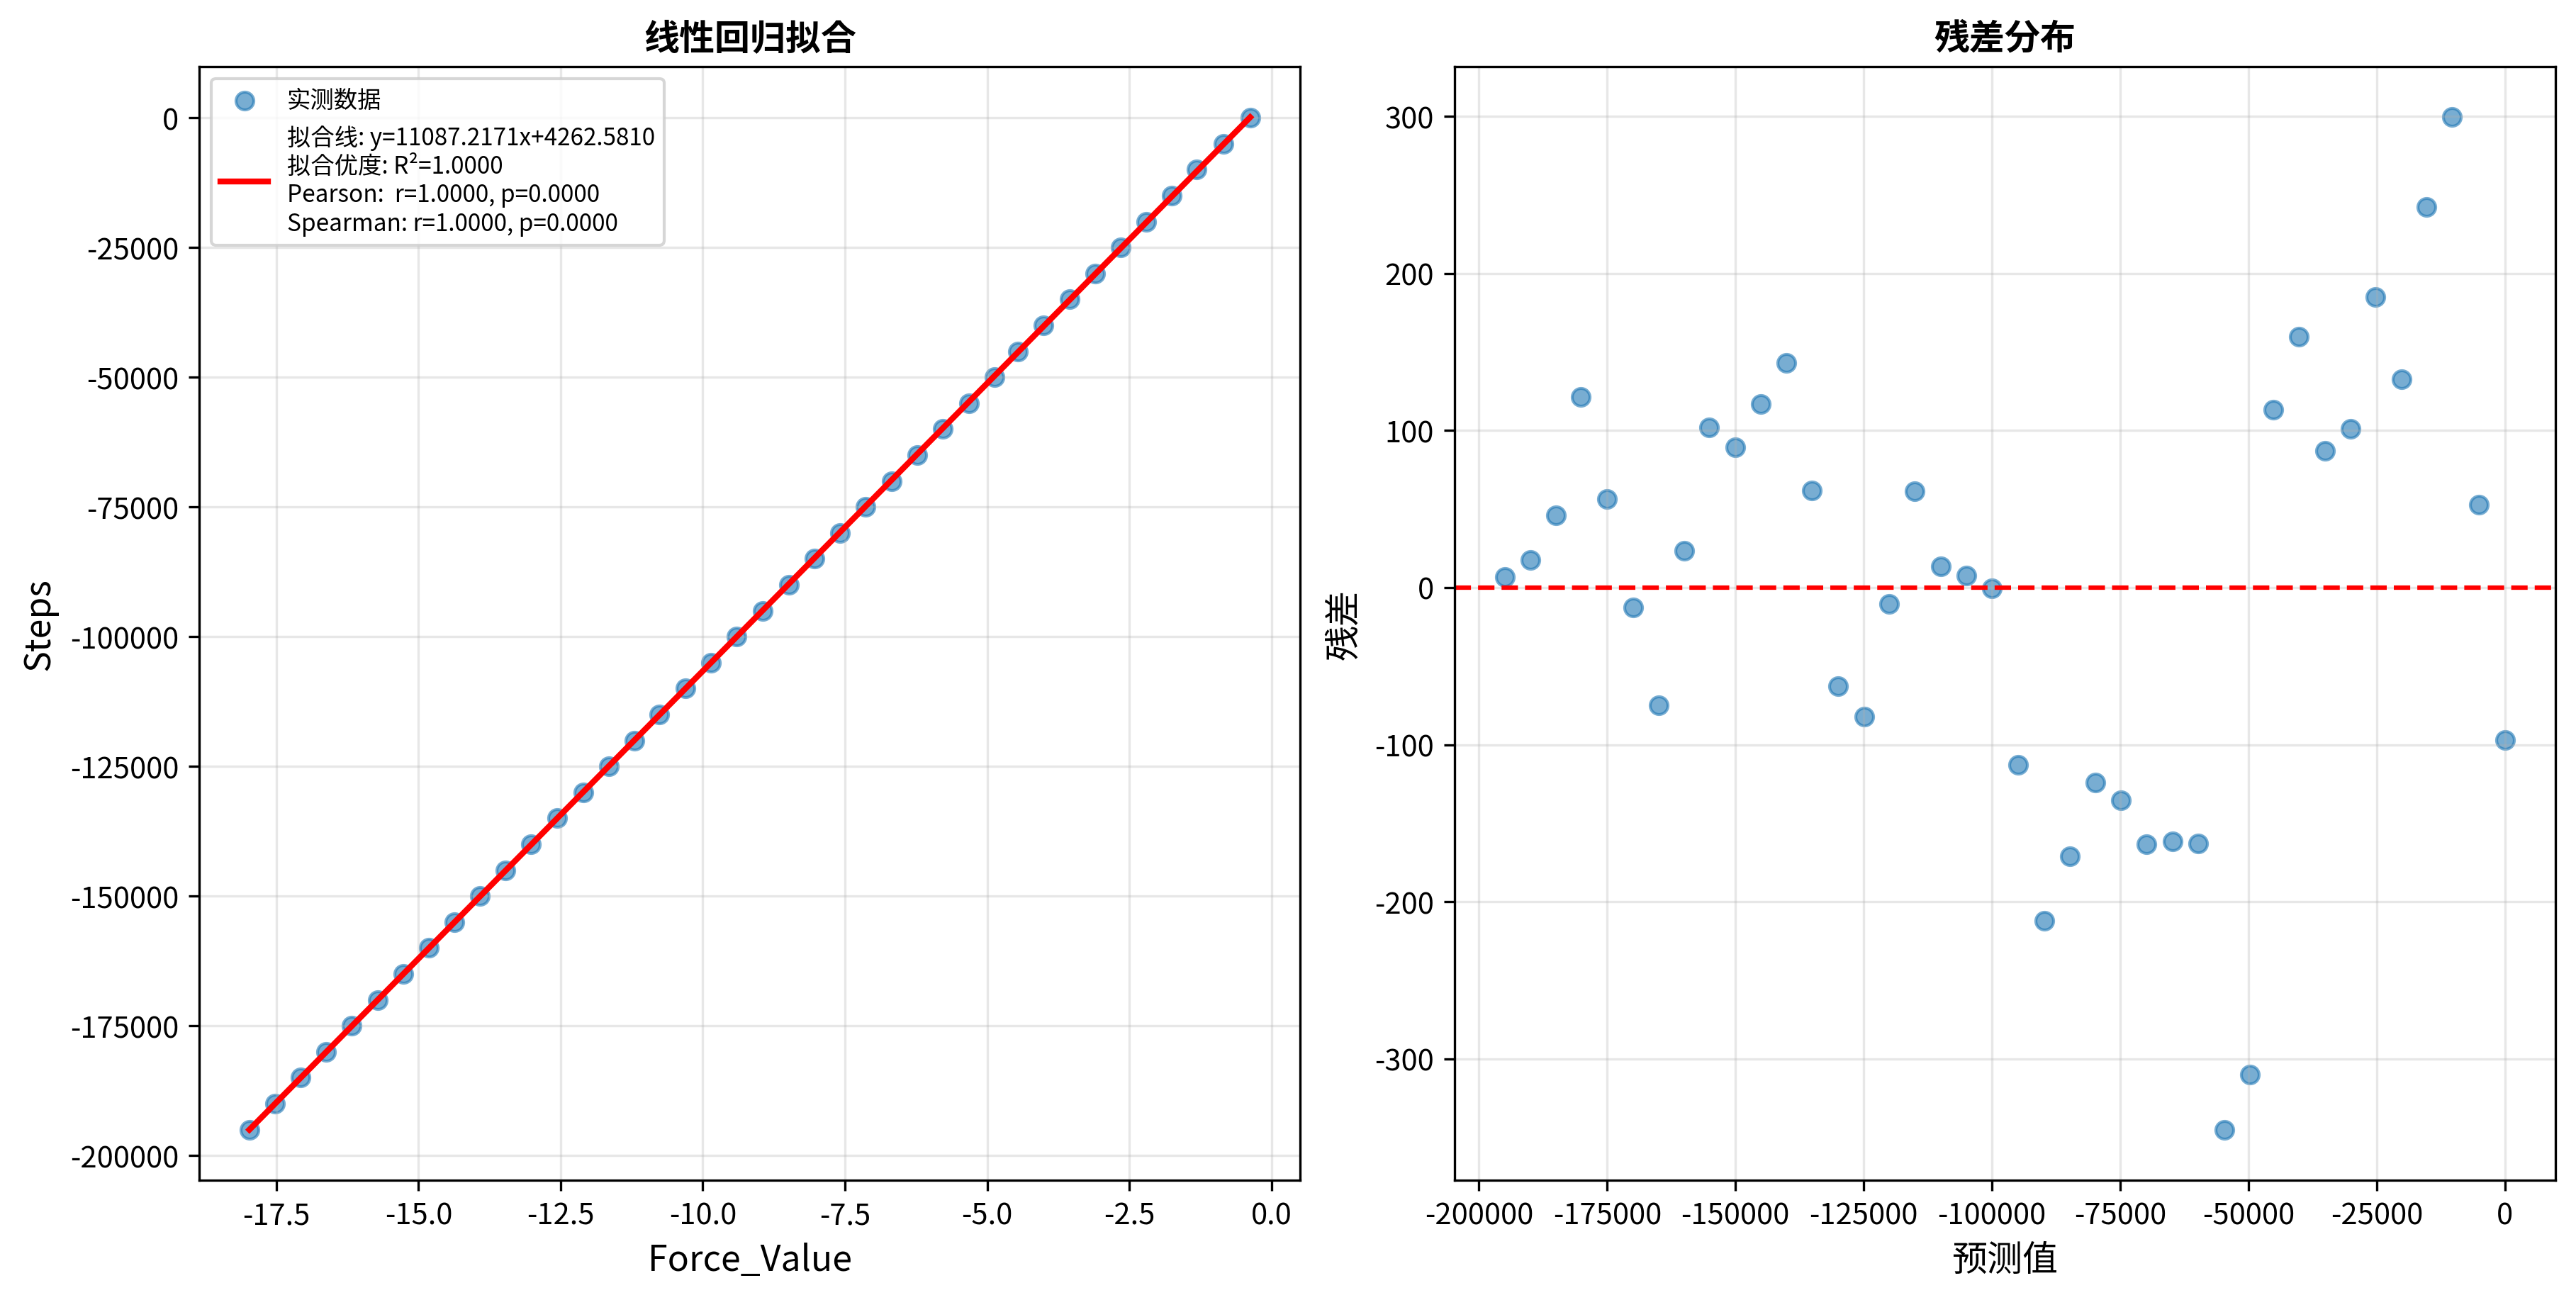 线性回归拟合
实测数据
拟合线: y=11087.2171x+4262.5810
拟合优度: R²=1.0000
Pearson: r=1.0000, p=0.0000
Spearman: r=1.0000, p=0.0000
0
-25000
-50000
-75000
-100000
-125000
-150000
-175000
-200000
Steps
-17.5 -15.0 -12.5 -10.0 -7.5 -5.0 -2.5 0.0
Force_Value
残差分布
300
200
100
0
-100
-200
-300
残差
-200000 -175000 -150000 -125000 -100000 -75000 -50000 -25000 0
预测值